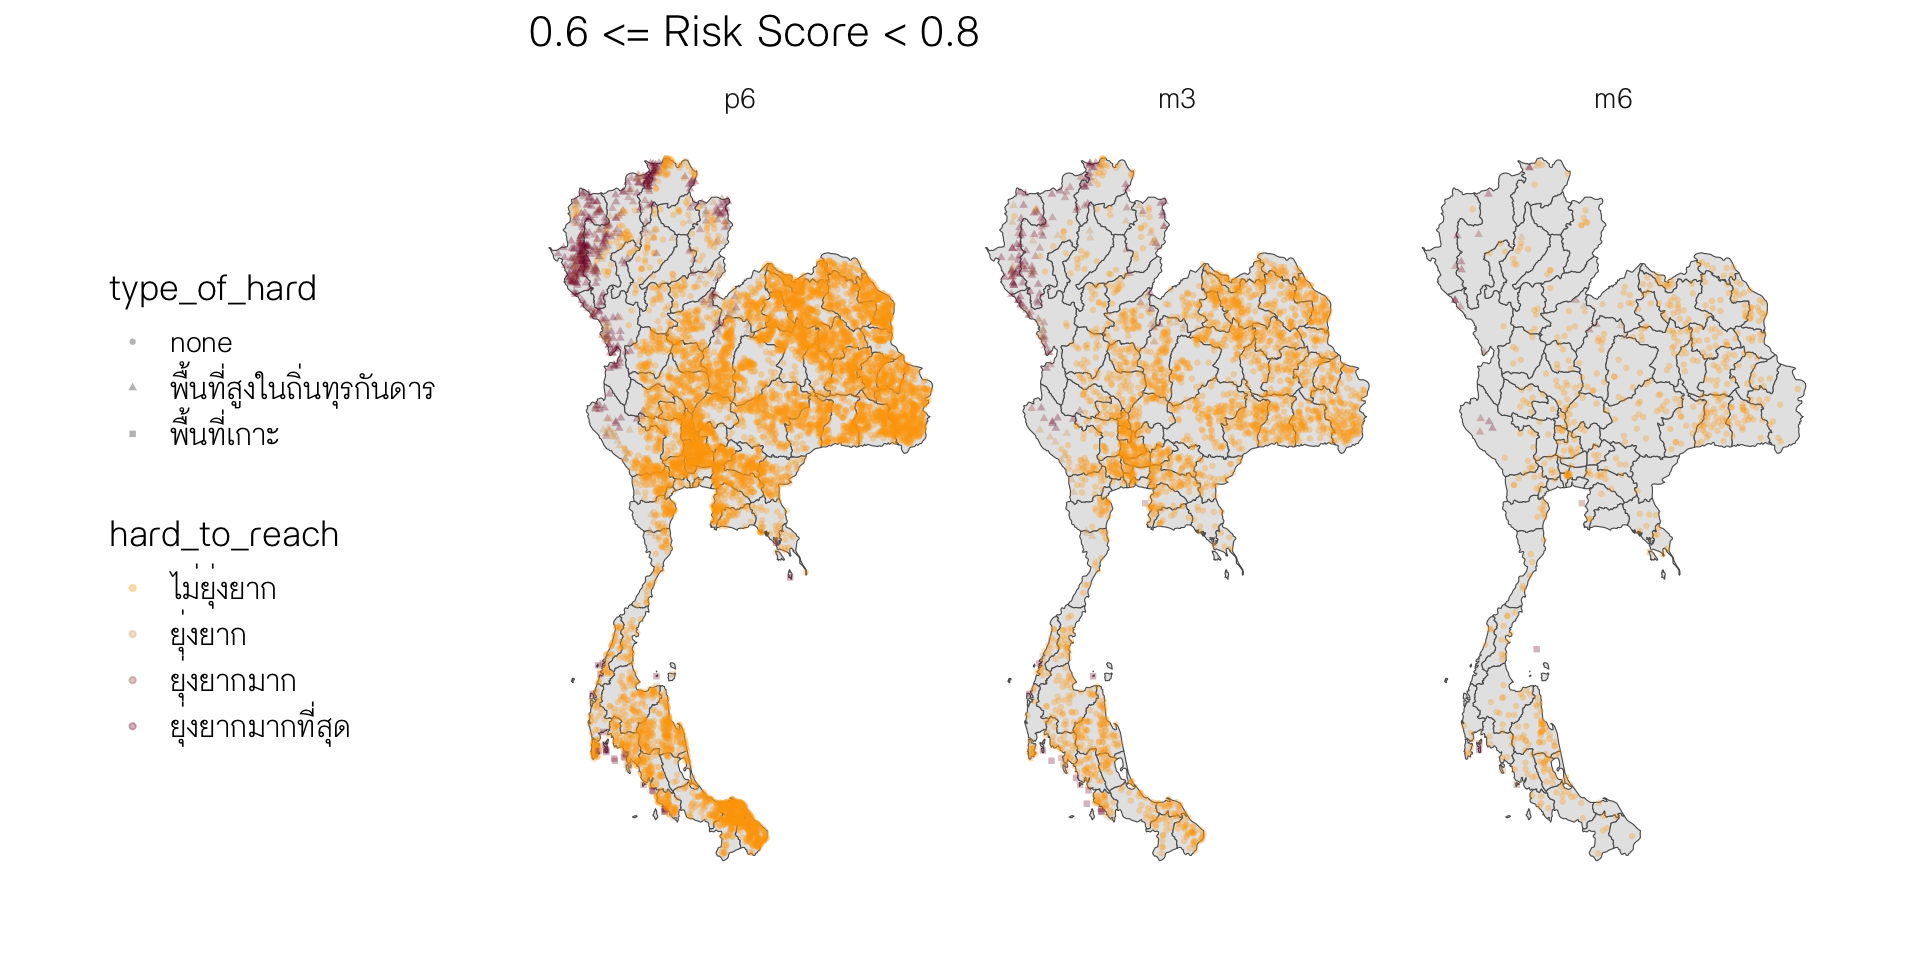 0.6 <= Risk Score < 0.8
p6
m3
m6
type_of_hard
none
พื้นที่สูงในถิ่นทุรกันดาร
พื้นที่เกาะ
hard_to_reach
ไม่ยุ่งยาก
ยุ่งยาก
ยุ่งยากมาก
ยุ่งยากมากที่สุด